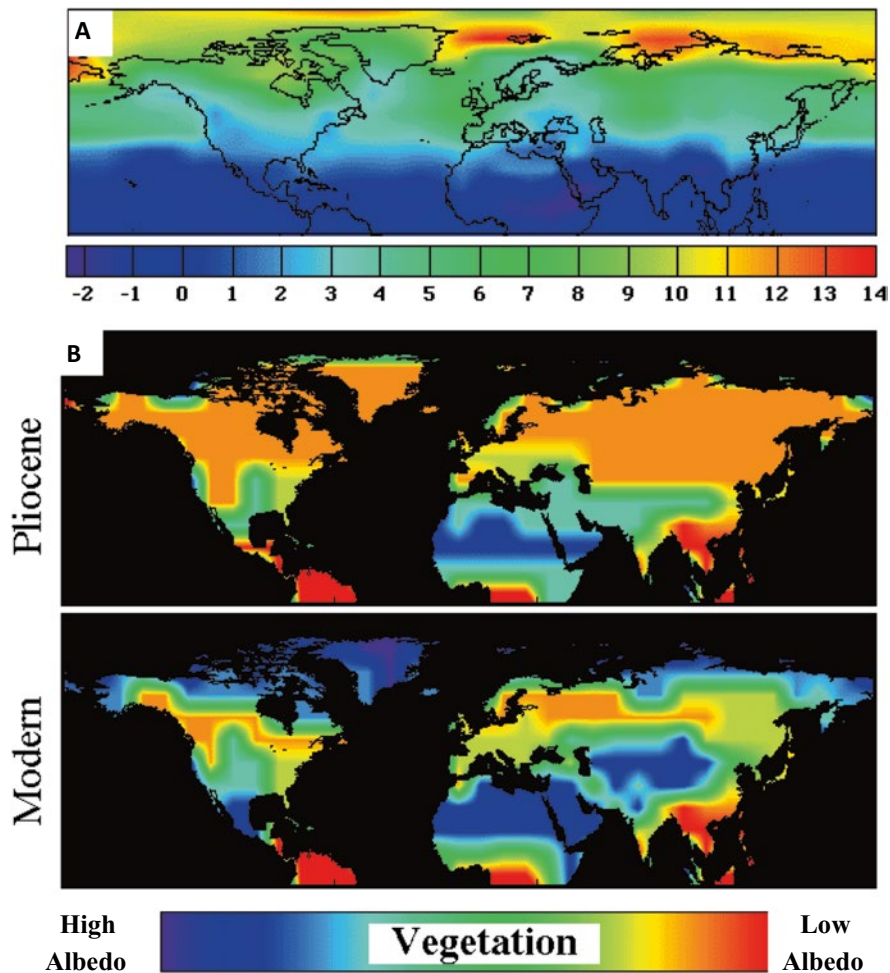 A
-2 -1 0 1 2 3 4 5 6 7 8 9 10 11 12 13 14
B
Pliocene
Modern
High Albedo
Vegetation
Low Albedo